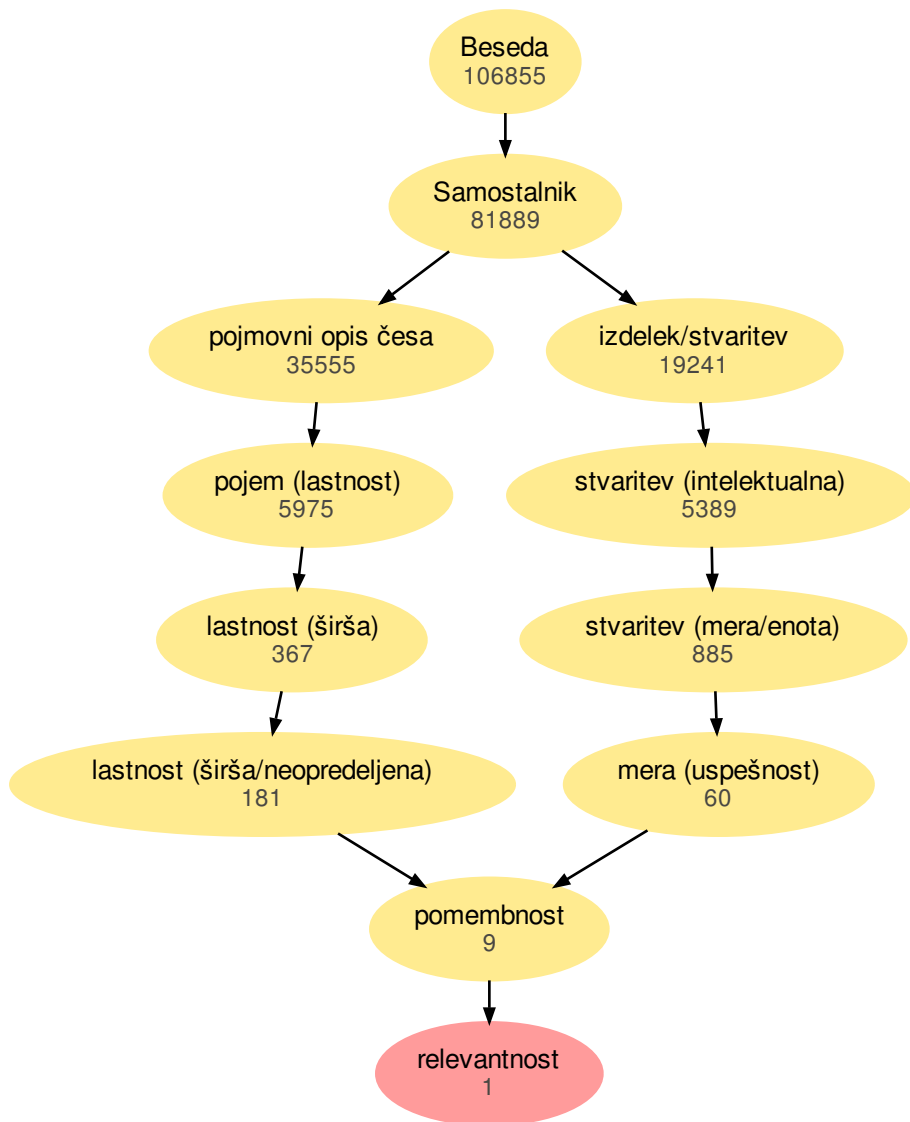 Beseda
106855
Samostalnik
81889
pojmovni opis česa
35555
izdelek/stvaritev
19241
pojem (lastnost)
5975
stvaritev (intelektualna)
5389
lastnost (širša)
367
stvaritev (mera/enota)
885
lastnost (širša/neopredeljena)
181
mera (uspešnost)
60
pomembnost
9
relevantnost
1